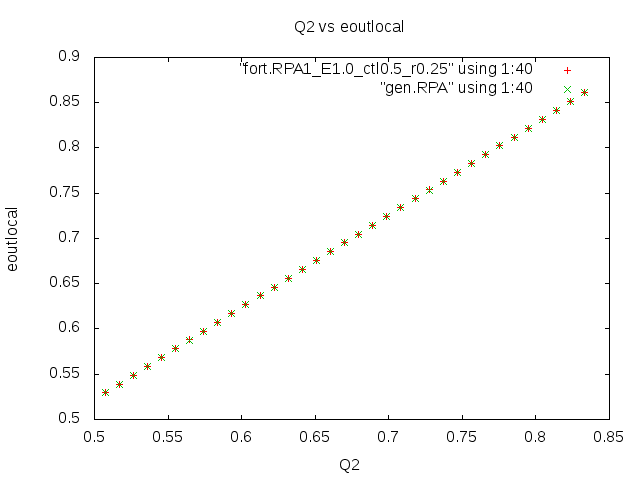 Q2 vs eoutlocal
"fort.RPA1_E1.0_ctl0.5_r0.25" using 1:40
"gen.RPA" using 1:40
0.9
0.85
0.8
0.75
0.7
0.65
0.6
0.55
0.5
eoutlocal
0.5 0.55 0.6 0.65 0.7 0.75 0.8 0.85
Q2